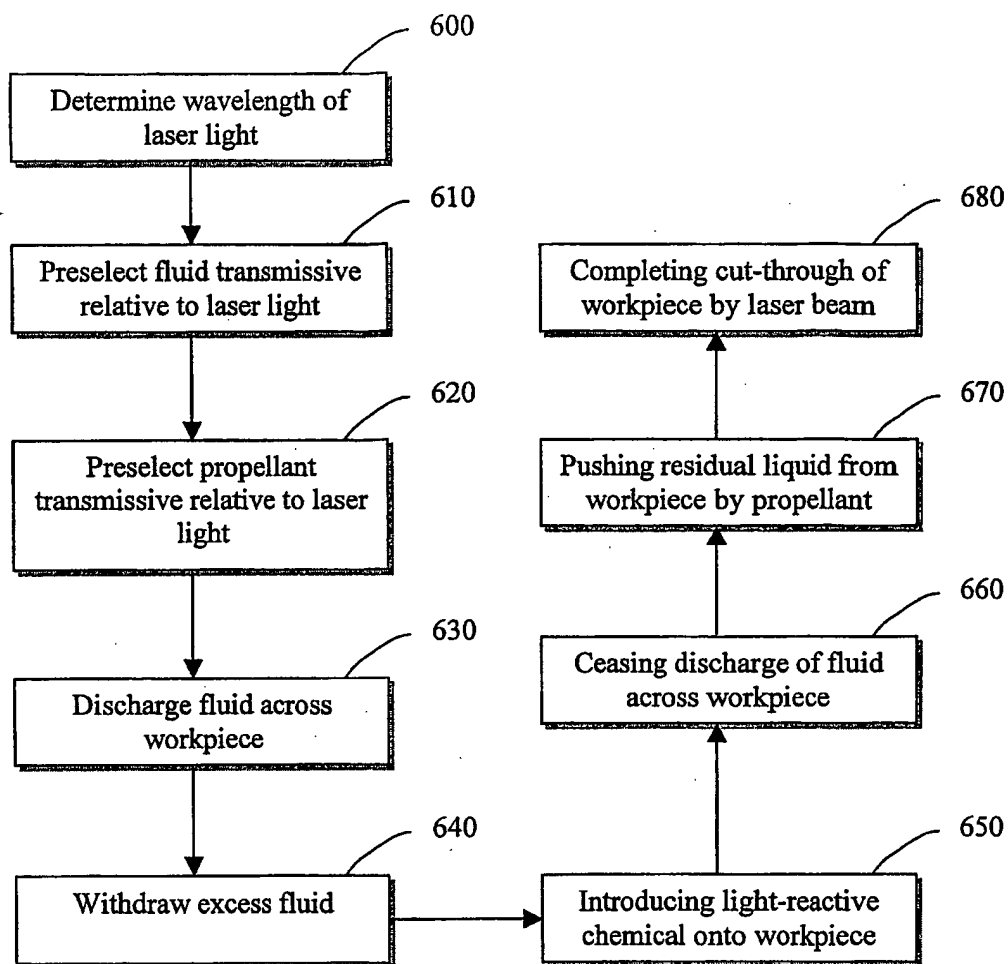 600
Determine wavelength of
laser light
610
Preselect fluid transmissive
relative to laser light
620
Preselect propellant
transmissive relative to laser
light
630
Discharge fluid across
workpiece
640
Withdraw excess fluid
650
Introducing light-reactive
chemical onto workpiece
660
Ceasing discharge of fluid
across workpiece
670
Pushing residual liquid from
workpiece by propellant
680
Completing cut-through of
workpiece by laser beam